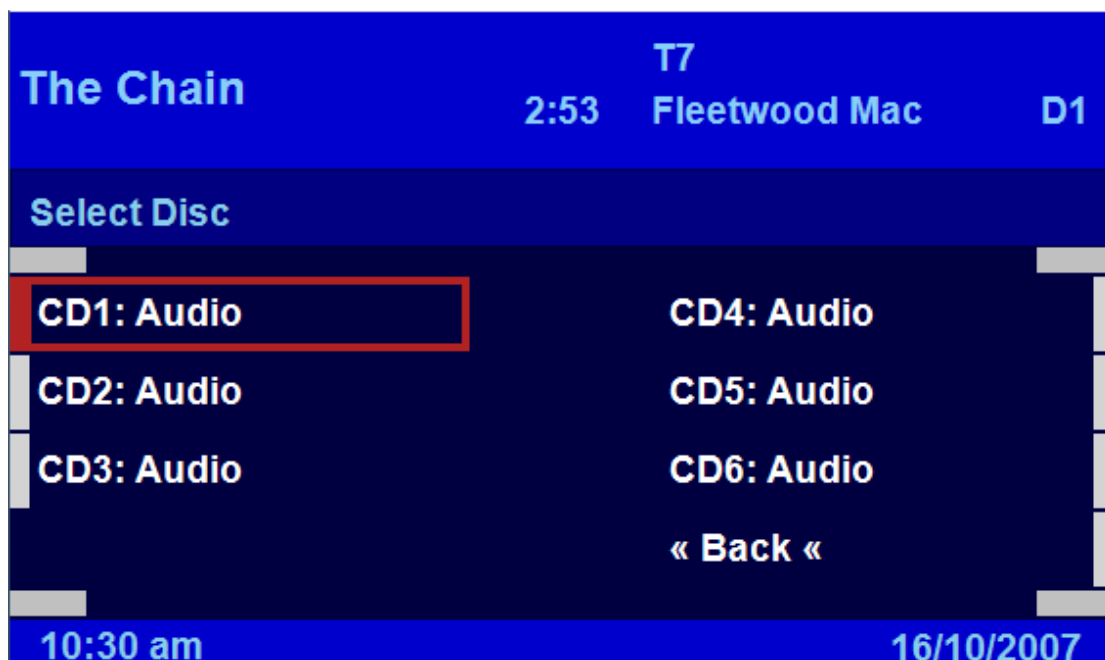 The Chain
T7
2:53 Fleetwood Mac D1
Select Disc
CD1: Audio
CD2: Audio
CD3: Audio
CD4: Audio
CD5: Audio
CD6: Audio
« Back «
10:30 am
16/10/2007